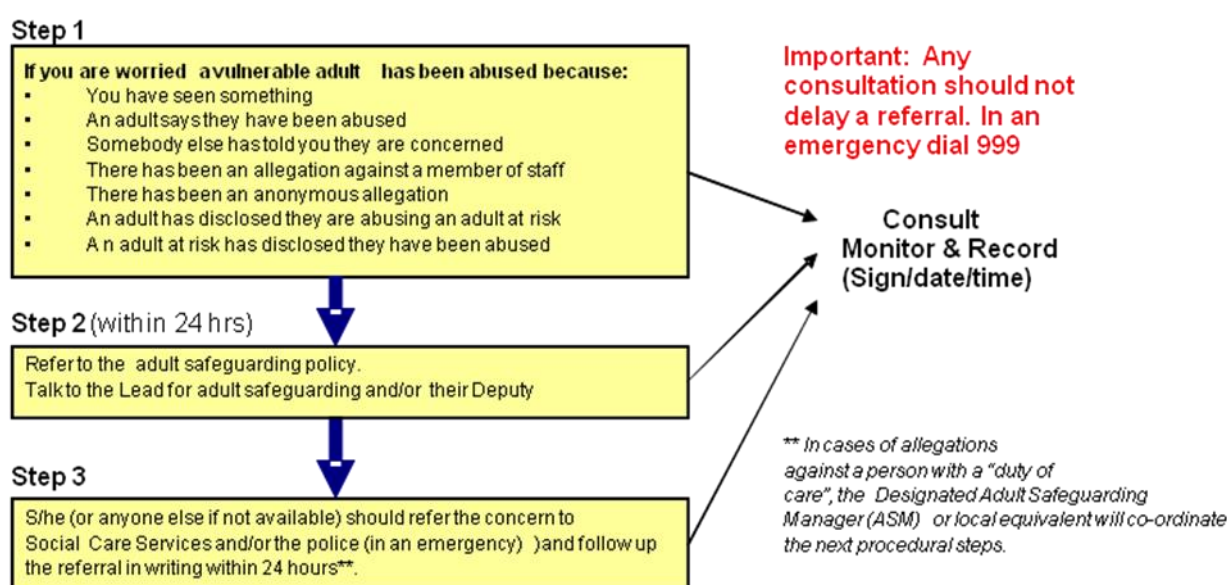 Step 1
If you are worried a vulnerable adult has been abused because:
▪ You have seen something
▪ An adult says they have been abused
▪ Somebody else has told you they are concerned
▪ There has been an allegation against a member of staff
▪ There has been an anonymous allegation
▪ An adult has disclosed they are abusing an adult at risk
▪ A n adult at risk has disclosed they have been abused
Important: Any
consultation should not
delay a referral. In an
emergency dial 999
Consult
Monitor & Record
(Sign/date/time)
Step 2 (within 24 hrs)
Refer to the adult safeguarding policy.
Talk to the Lead for adult safeguarding and/or their Deputy
Step 3
S/he (or anyone else if not available) should refer the concern to
Social Care Services and/or the police (in an emergency) )and follow up
the referral in writing within 24 hours**.
** In cases of allegations
against a person with a "duty of
care", the Designated Adult Safeguarding
Manager (ASM) or local equivalent will co-ordinate
the next procedural steps.